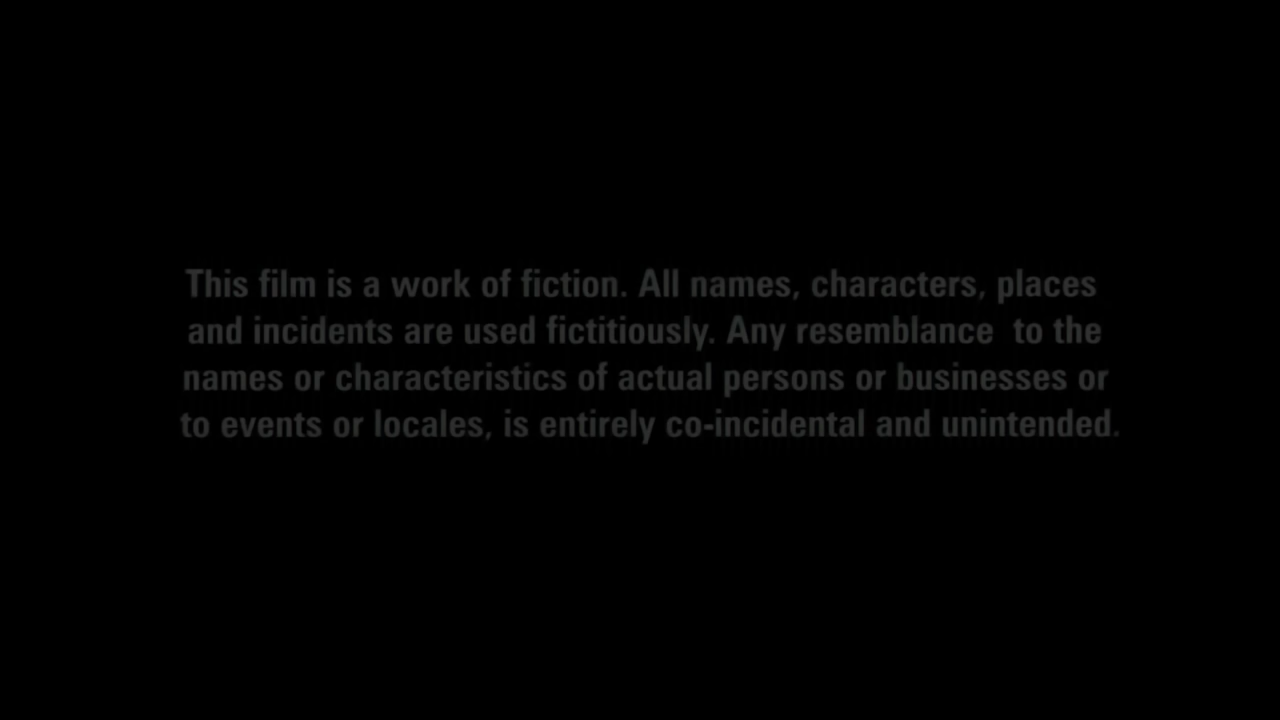 This film is a work of fiction. All names, characters, places
and incidents are used fictitiously. Any resemblance  to the
names or characteristics of actual persons or businesses or
to events or locales, is entirely co-incidental and unintended.